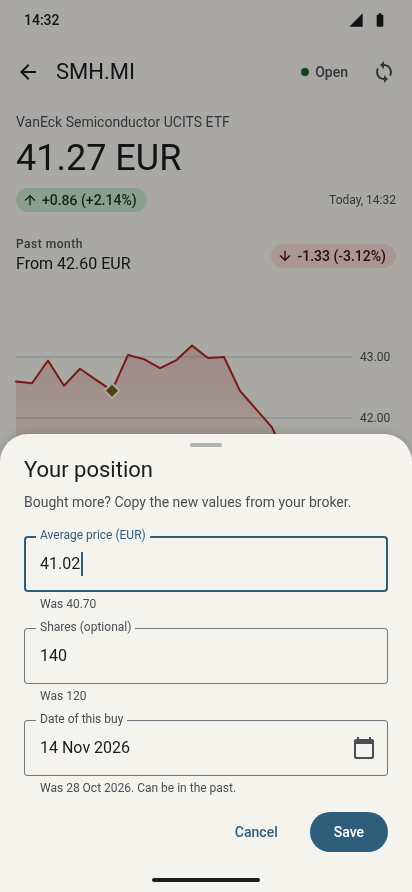 14:32
SMH.MI
Open
VanEck Semiconductor UCITS ETF
41.27 EUR
+0.86 (+2.14%)
Today, 14:32
Past month
From 42.60 EUR
-1.33 (-3.12%)
43.00
42.00
Your position
Bought more? Copy the new values from your broker.
Average price (EUR)
41.02
Was 40.70
Shares (optional)
140
Was 120
Date of this buy
14 Nov 2026
Was 28 Oct 2026. Can be in the past.
Cancel
Save